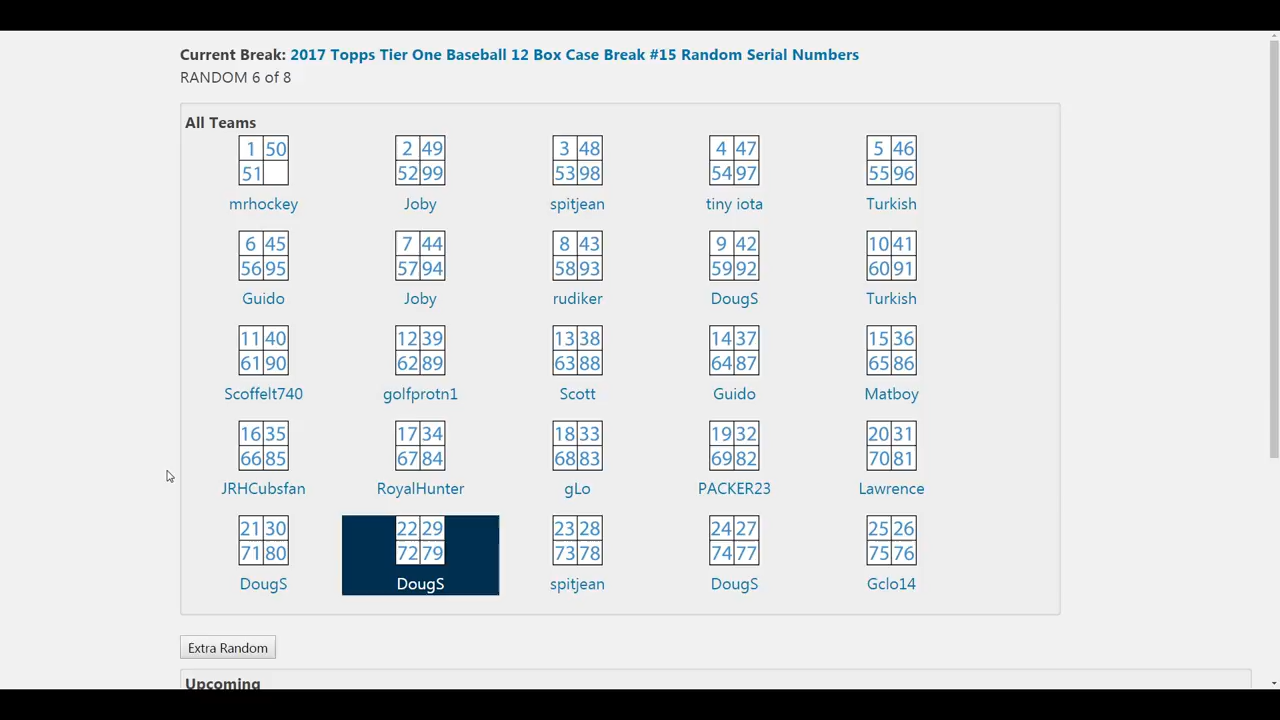 Current Break: 2017 Topps Tier One Baseball 12 Box Case Break #15 Random Serial Numbers
RANDOM 6 of 8
All Teams
1 50 2 49 3 48 4 47 5 46
51 52 99 53 98 54 97 55 96
mrhockey Joby spitjean tiny iota Turkish
6 45 7 44 8 43 9 42 10 41
56 95 57 94 58 93 59 92 60 91
Guido Joby rudiker DougS Turkish
11 40 12 39 13 38 14 37 15 36
61 90 62 89 63 88 64 87 65 86
Scoffelt740 golfprotn1 Scott Guido Matboy
16 35 17 34 18 33 19 32 20 31
66 85 67 84 68 83 69 82 70 81
JRHCubsfan RoyalHunter gLo PACKER23 Lawrence
21 30 22 29 23 28 24 27 25 26
71 80 72 79 73 78 74 77 75 76
DougS DougS spitjean DougS Gclo14
Extra Random
Upcoming